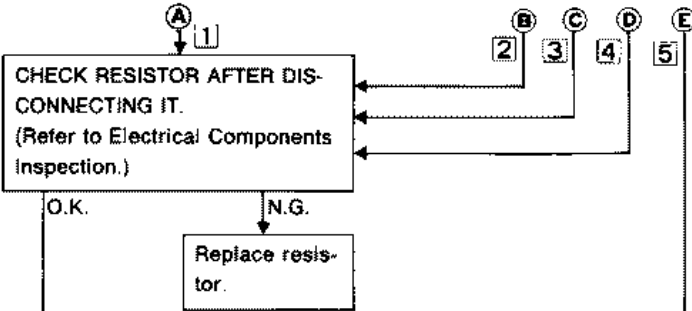 A
1
B C D E
2 3 4 5
CHECK RESISTOR AFTER DIS-
CONNECTING IT.
(Refer to Electrical Components
Inspection.)
O.K. N.G.
Replace resis-
tor.